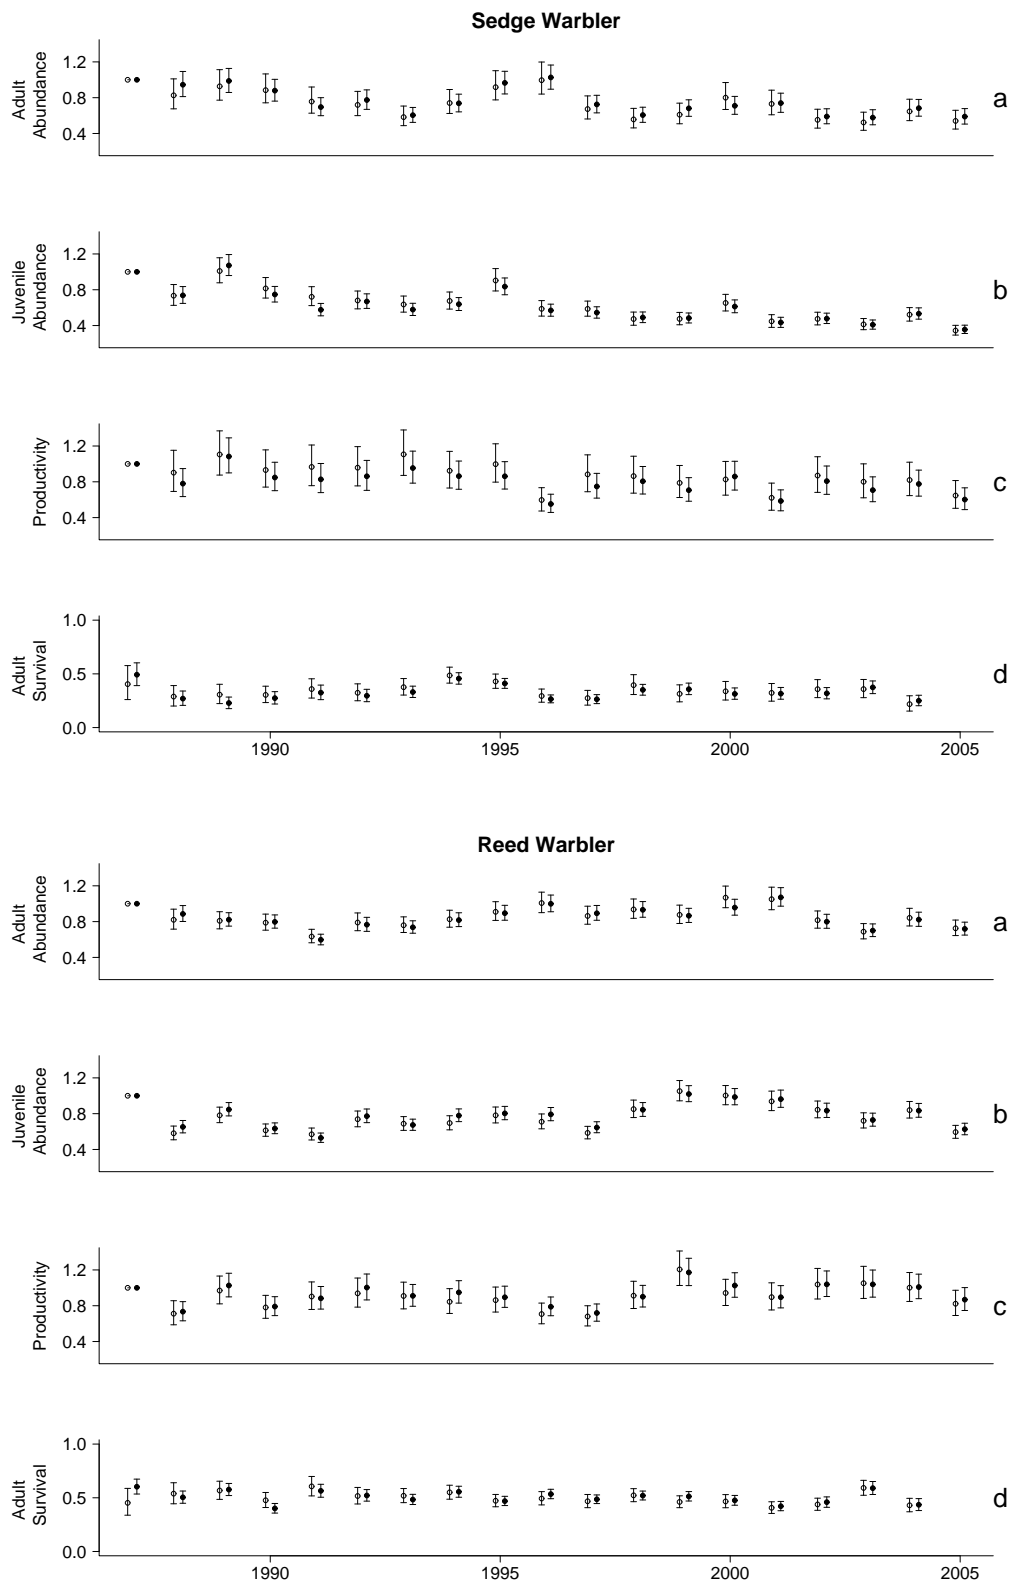 Sedge Warbler
Adult
Abundance
1.2
0.8
0.4
a
Juvenile
Abundance
1.2
0.8
0.4
b
Productivity
1.2
0.8
0.4
c
Adult
Survival
1.0
0.5
0.0
d
1990 1995 2000 2005
Reed Warbler
Adult
Abundance
1.2
0.8
0.4
a
Juvenile
Abundance
1.2
0.8
0.4
b
Productivity
1.2
0.8
0.4
c
Adult
Survival
1.0
0.5
0.0
d
1990 1995 2000 2005